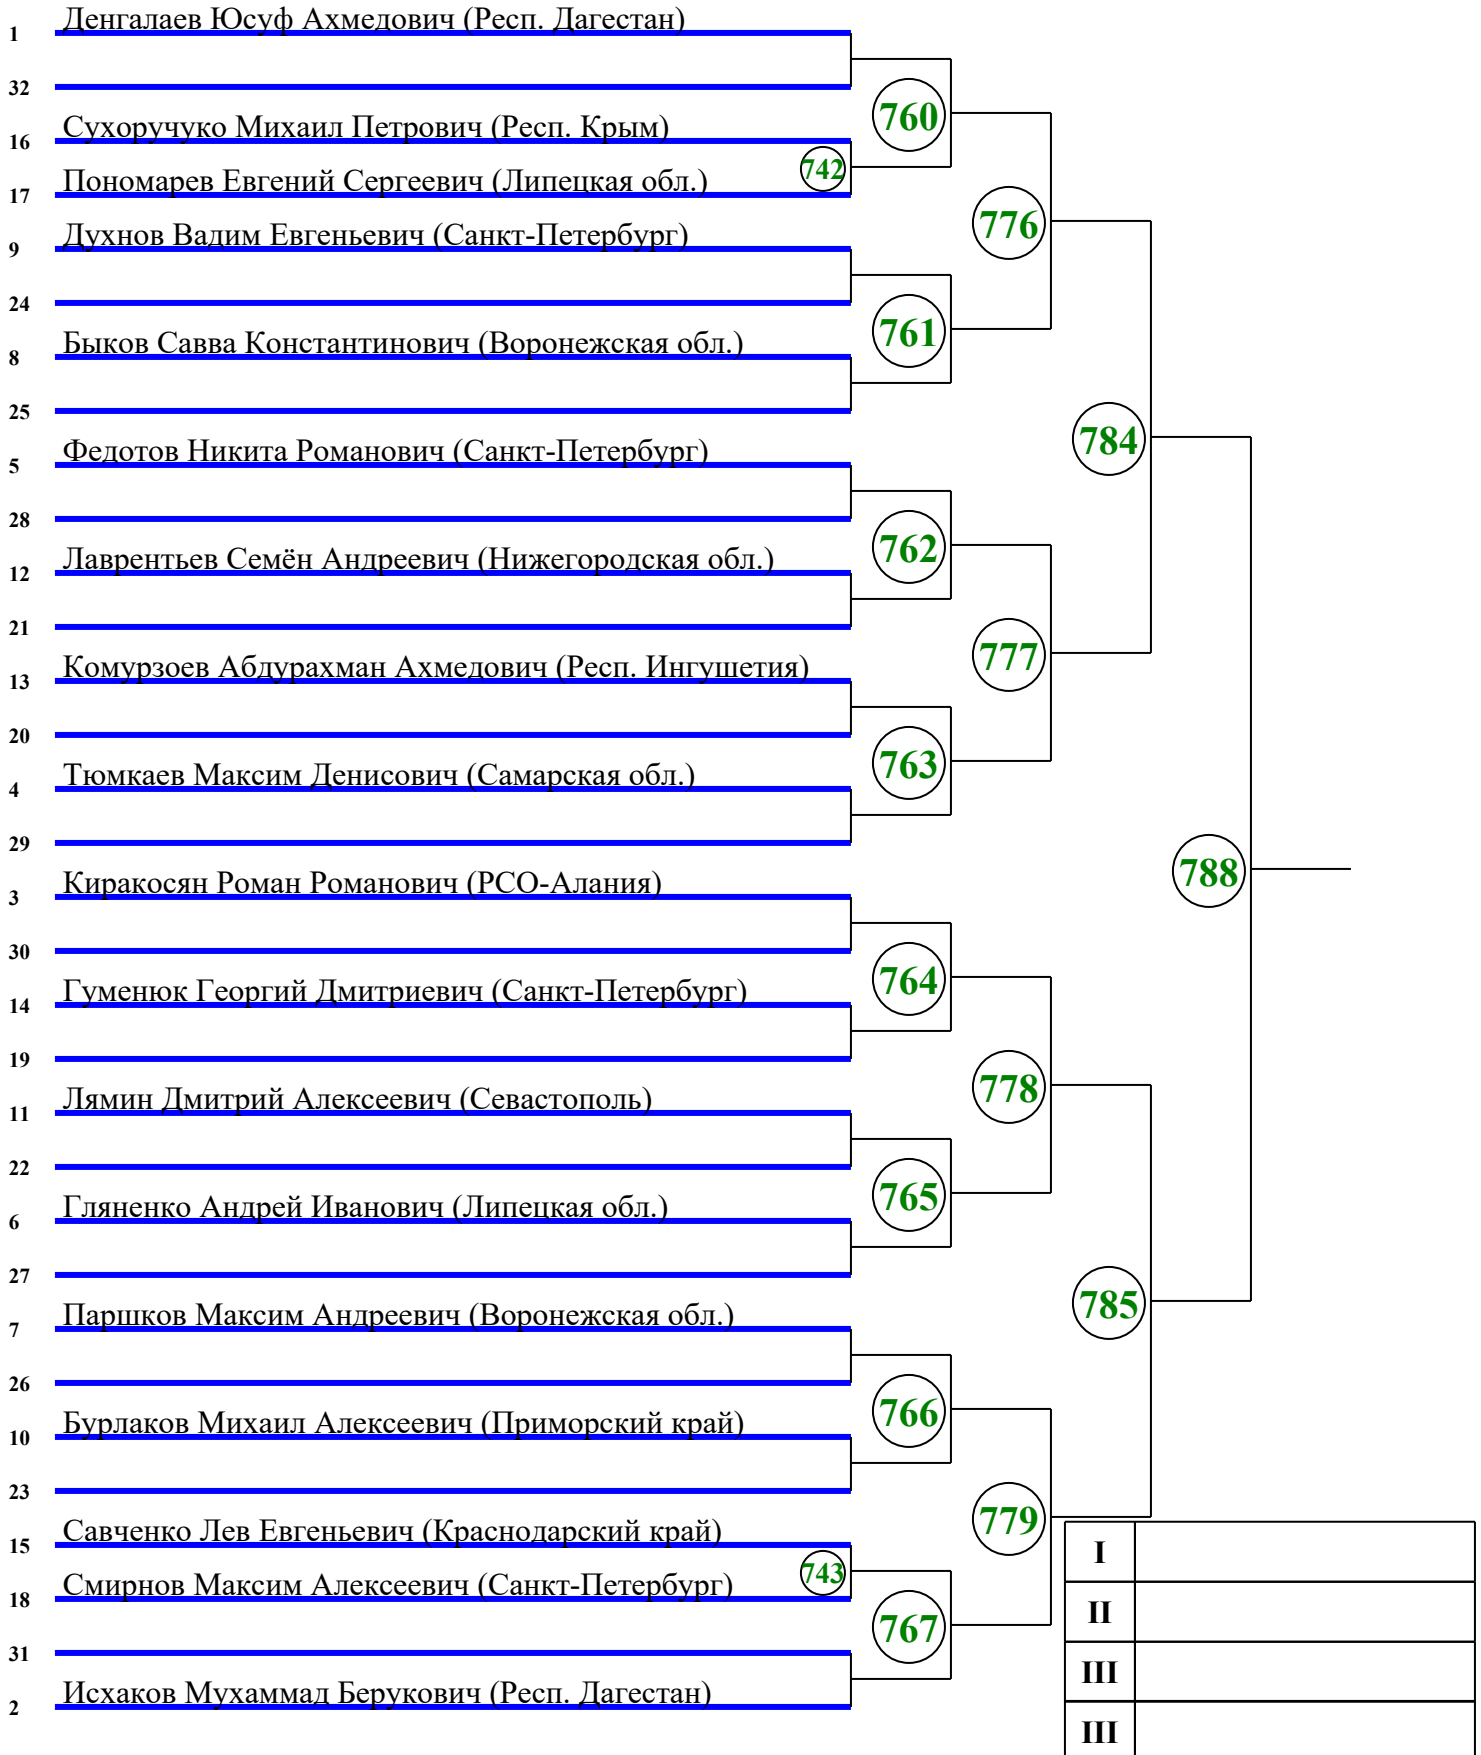 1 Денгалаев Юсуф Ахмедович (Респ. Дагестан)
32
760
16 Сухоручуко Михаил Петрович (Респ. Крым)
742
17 Пономарев Евгений Сергеевич (Липецкая обл.)
776
9 Духнов Вадим Евгеньевич (Санкт-Петербург)
24
761
8 Быков Савва Константинович (Воронежская обл.)
25
784
5 Федотов Никита Романович (Санкт-Петербург)
28
762
12 Лаврентьев Семён Андреевич (Нижегородская обл.)
21
777
13 Комурзоев Абдурахман Ахмедович (Респ. Ингушетия)
20
763
4 Тюмкаев Максим Денисович (Самарская обл.)
29
788
3 Киракосян Роман Романович (РСО-Алания)
30
764
14 Гуменюк Георгий Дмитриевич (Санкт-Петербург)
19
778
11 Лямин Дмитрий Алексеевич (Севастополь)
22
765
6 Гляненко Андрей Иванович (Липецкая обл.)
27
785
7 Паршков Максим Андреевич (Воронежская обл.)
26
766
10 Бурлаков Михаил Алексеевич (Приморский край)
23
779
15 Савченко Лев Евгеньевич (Краснодарский край)
I
743
18 Смирнов Максим Алексеевич (Санкт-Петербург)
II
767
31
III
2 Исхаков Мухаммад Берукович (Респ. Дагестан)
III